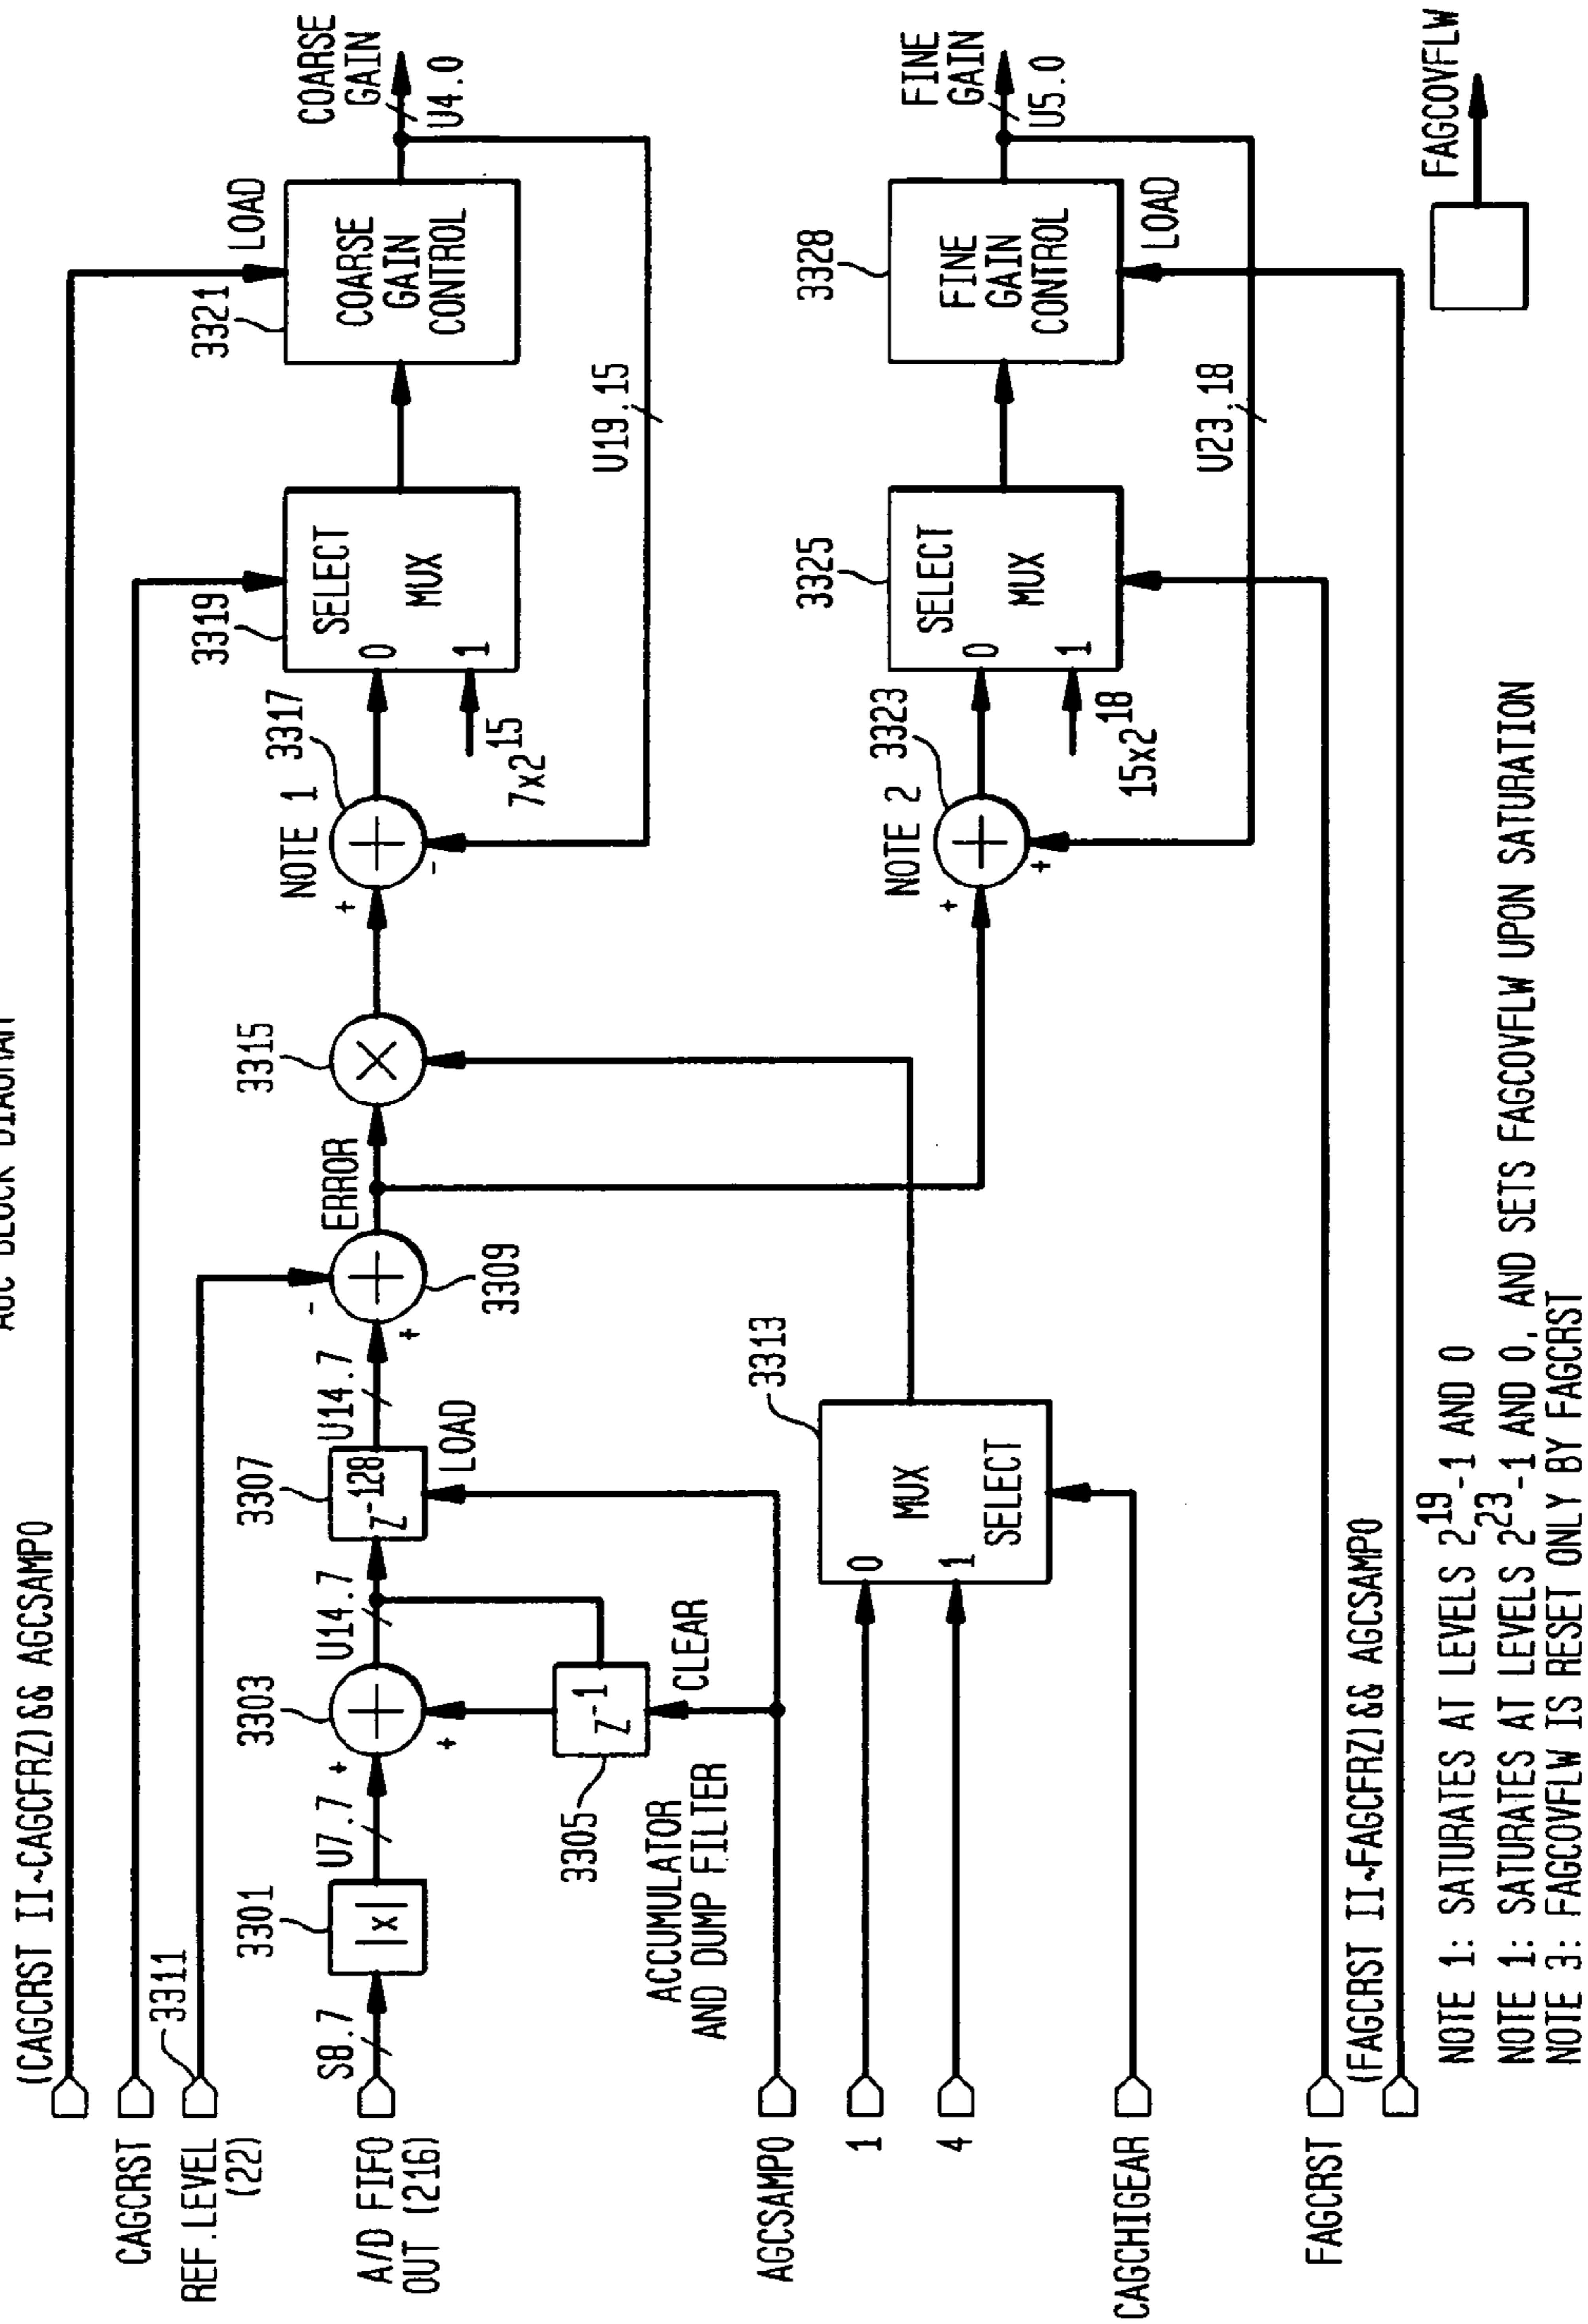 AGC BLOCK DIAGRAM
(CAGCRST II~CAGCFRZ)&& AGCSAMPO
CAGCRST
3311
REF.LEVEL
(22)
A/D FIFO
OUT (216)
S8.7
3301
|x|
U7.7
+
+
3303
U14.7
3305
Z-1
CLEAR
ACCUMULATOR
AND DUMP FILTER
3307
Z-128
LOAD
U14.7
-
+
3309
ERROR
3315
NOTE 1
3317
+
-
7x2 15
3319
SELECT
0
1
MUX
3321
LOAD
COARSE
GAIN
CONTROL
COARSE
GAIN
U4.0
U19,15
AGCSAMPO
1
4
CAGCHIGEAR
3313
0
1
MUX
SELECT
NOTE 2
3323
+
+
15x2 18
3325
SELECT
0
1
MUX
3328
FINE
GAIN
CONTROL
LOAD
FINE
GAIN
U5.0
U23,18
FAGCRST
(FAGCRST II~FAGCFRZ)&& AGCSAMPO
FAGCOVFLW
NOTE 1: SATURATES AT LEVELS 2 19-1 AND 0
NOTE 1: SATURATES AT LEVELS 2 23-1 AND 0, AND SETS FAGCOVFLW UPON SATURATION
NOTE 3: FAGCOVFLW IS RESET ONLY BY FAGCRST